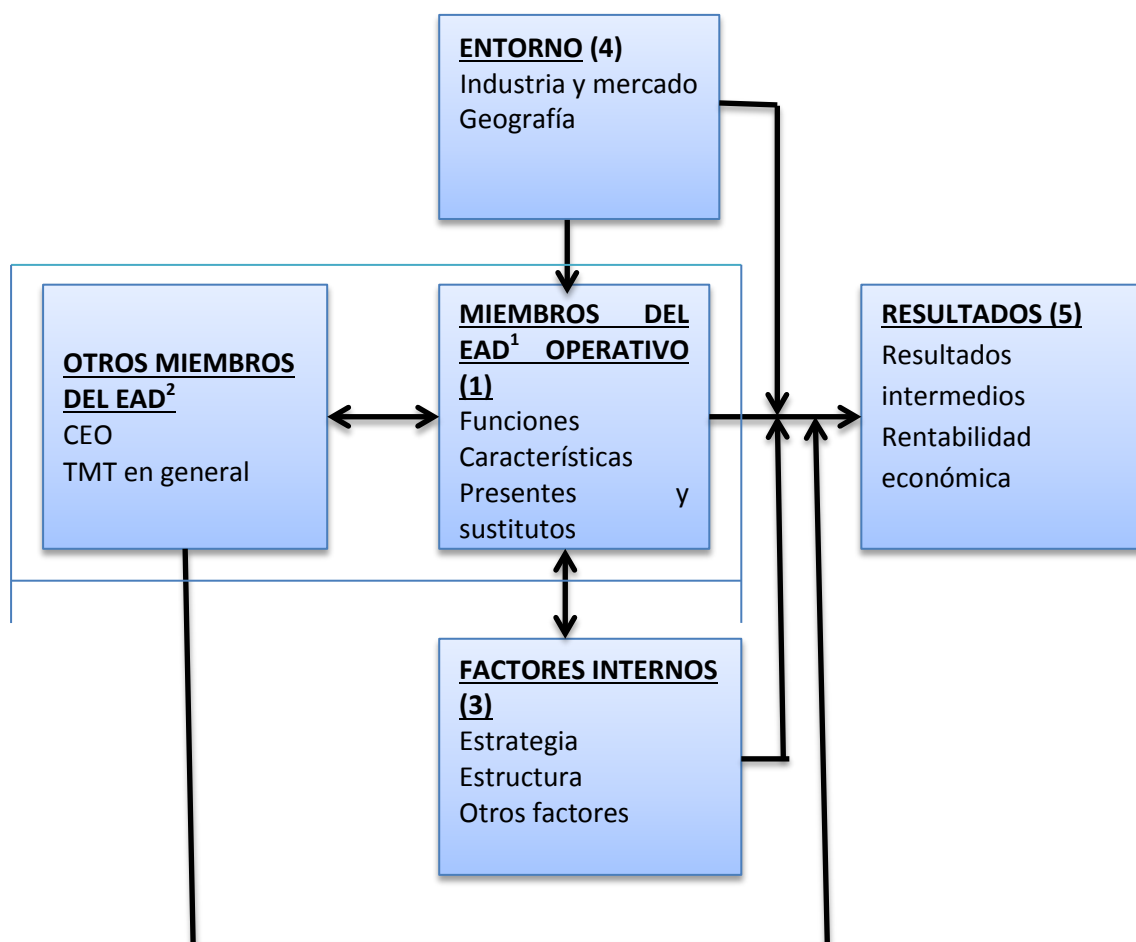 ENTORNO (4)
Industria y mercado
Geografía
OTROS MIEMBROS
DEL EAD²
CEO
TMT en general
MIEMBROS DEL
EAD¹ OPERATIVO
(1)
Funciones
Características
Presentes y
sustitutos
RESULTADOS (5)
Resultados
intermedios
Rentabilidad
económica
FACTORES INTERNOS
(3)
Estrategia
Estructura
Otros factores